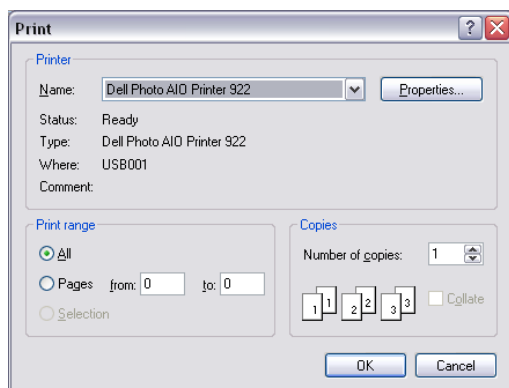 Print
Printer
Name: Dell Photo AIO Printer 922 Properties...
Status: Ready
Type: Dell Photo AIO Printer 922
Where: USB001
Comment:
Print range
All
Pages from: 0 to: 0
Selection
Copies
Number of copies: 1
1 1 2 2 3 3 Collate
OK Cancel